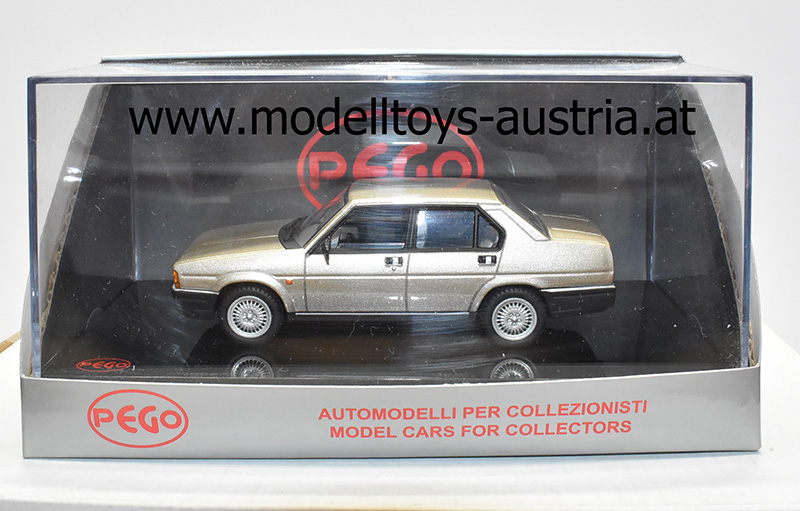 www.modelltoys-austria.at
PEGO
PEGO
PEGO
AUTOMODELLI PER COLLEZIONISTI
MODEL CARS FOR COLLECTORS